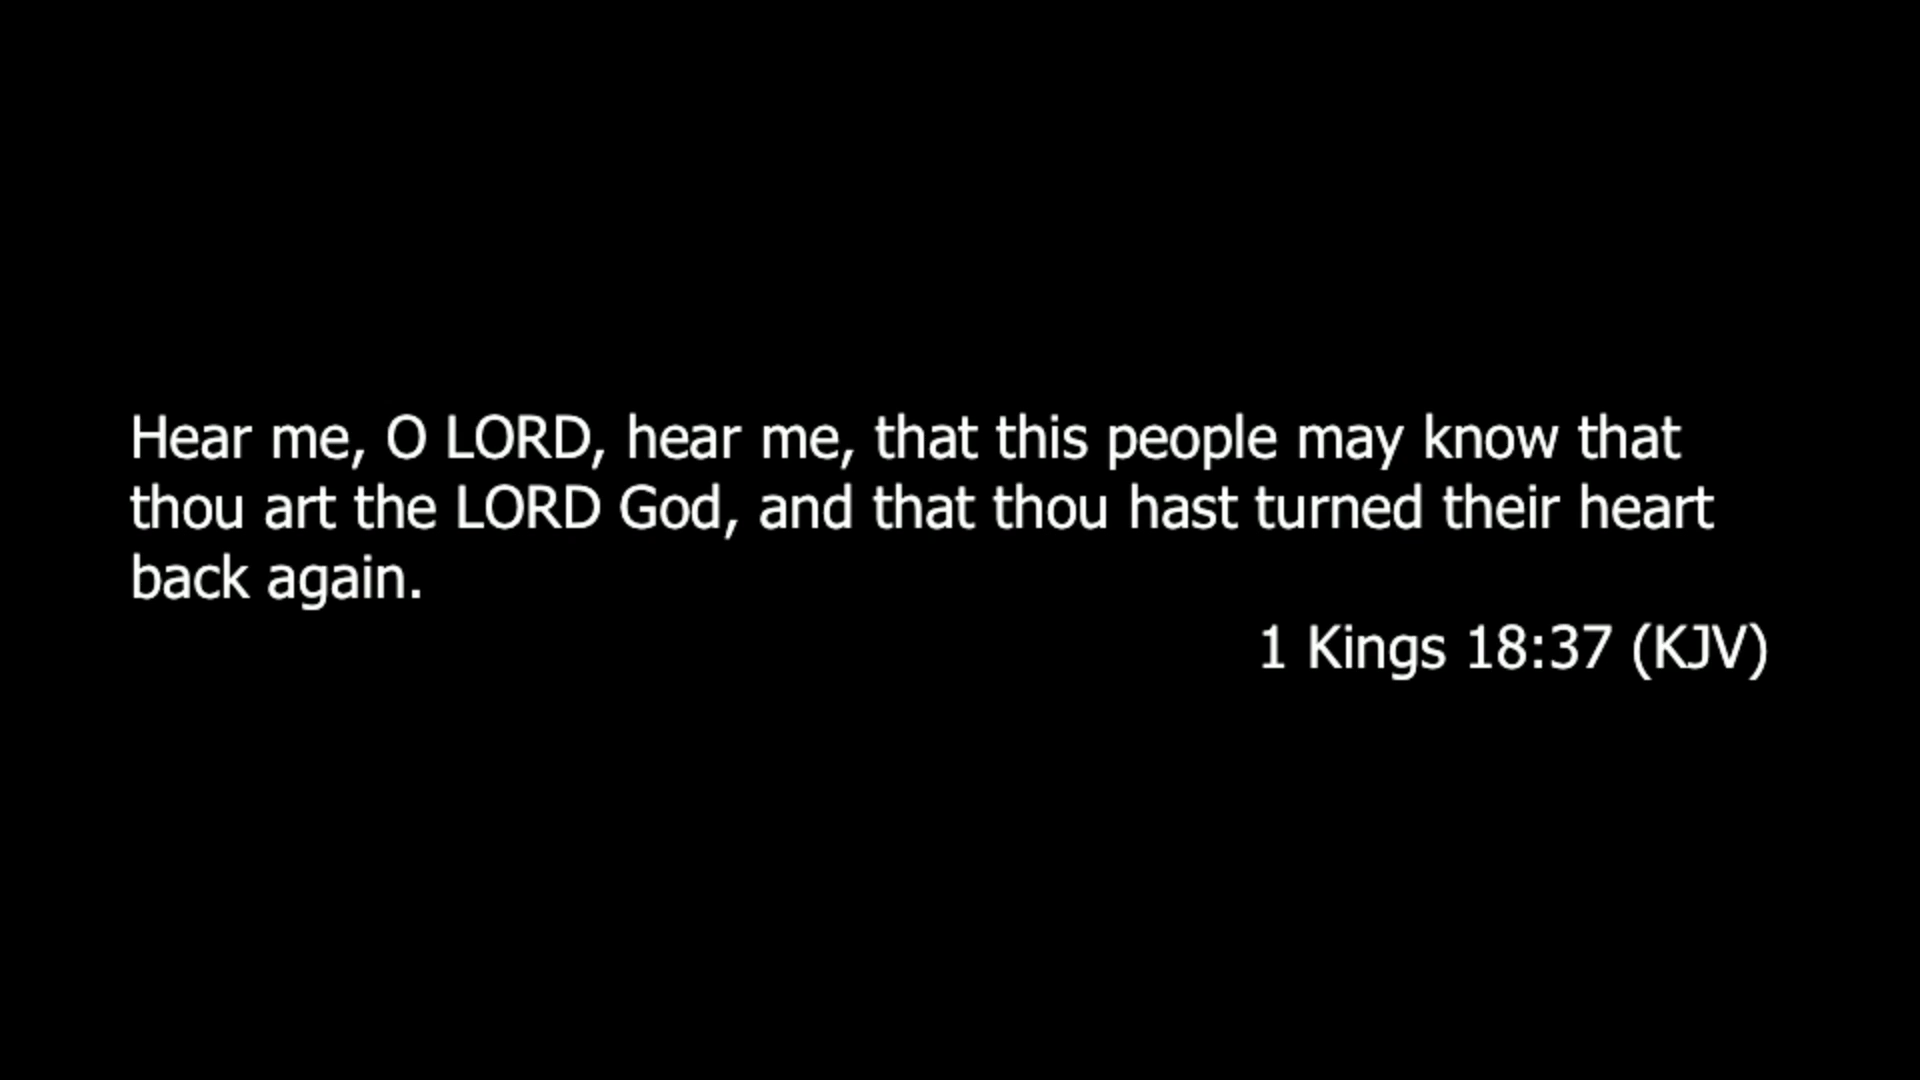 Hear me, O LORD, hear me, that this people may know that
thou art the LORD God, and that thou hast turned their heart
back again.
1 Kings 18:37 (KJV)